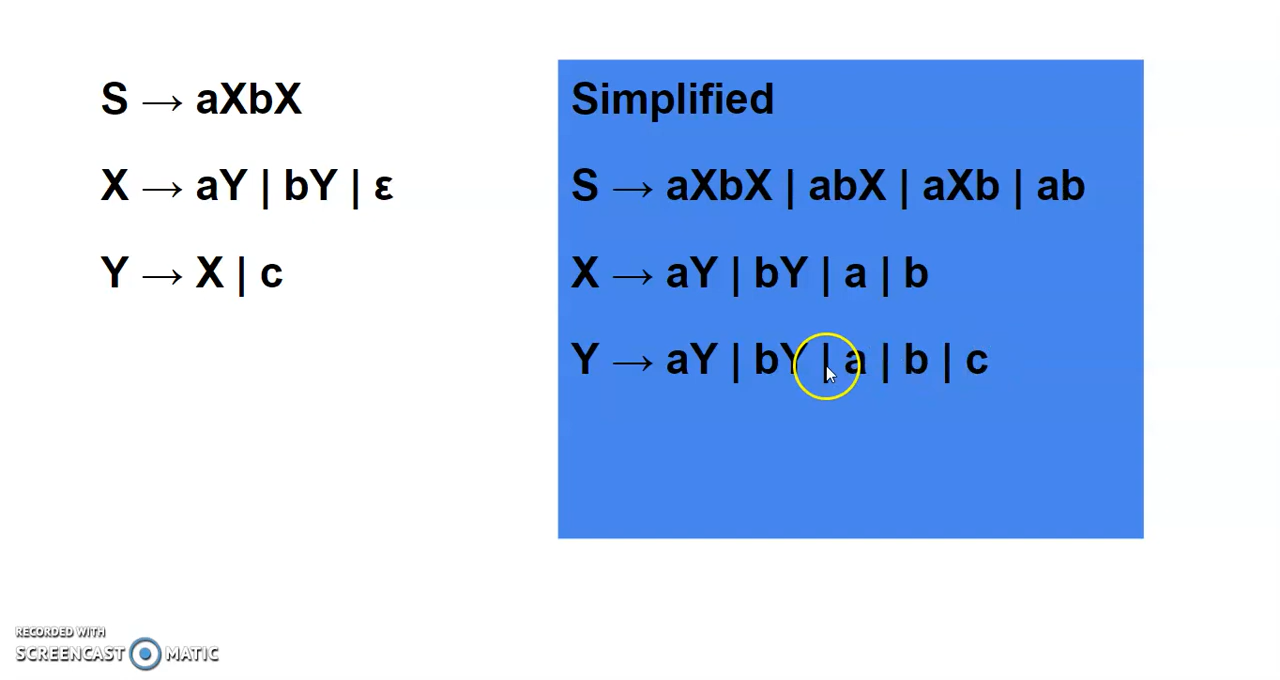 S → aXbX
X → aY | bY | ε
Y → X | c
Simplified
S → aXbX | abX | aXb | ab
X → aY | bY | a | b
Y → aY | bY | a | b | c
RECORDED WITH
SCREENCAST MATIC